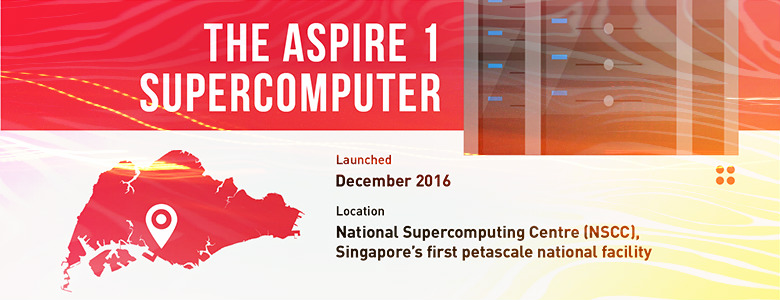 THE ASPIRE 1
SUPERCOMPUTER
Launched
December 2016
Location
National Supercomputing Centre (NSCC),
Singapore's first petascale national facility